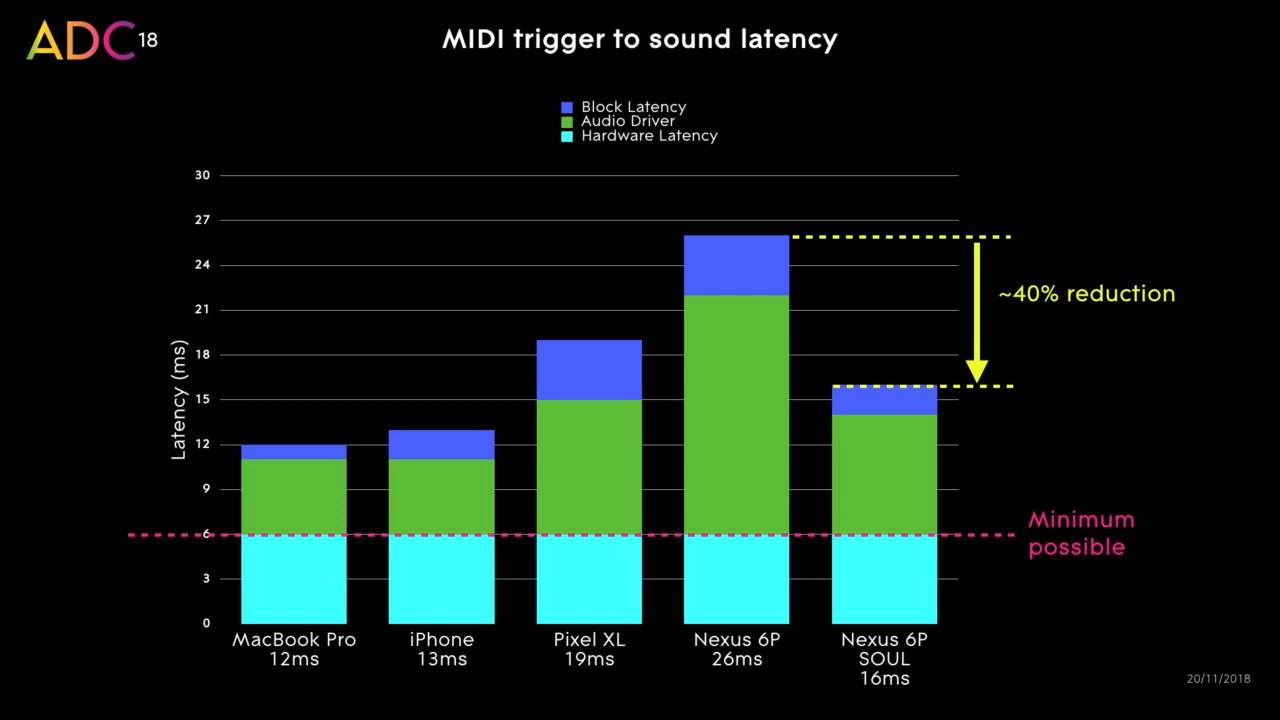 ADC18
MIDI trigger to sound latency
Block Latency
Audio Driver
Hardware Latency
Latency (ms)
30
27
24
21
18
15
12
9
6
3
0
~40% reduction
Minimum
possible
MacBook Pro
12ms
iPhone
13ms
Pixel XL
19ms
Nexus 6P
26ms
Nexus 6P
SOUL
16ms
20/11/2018